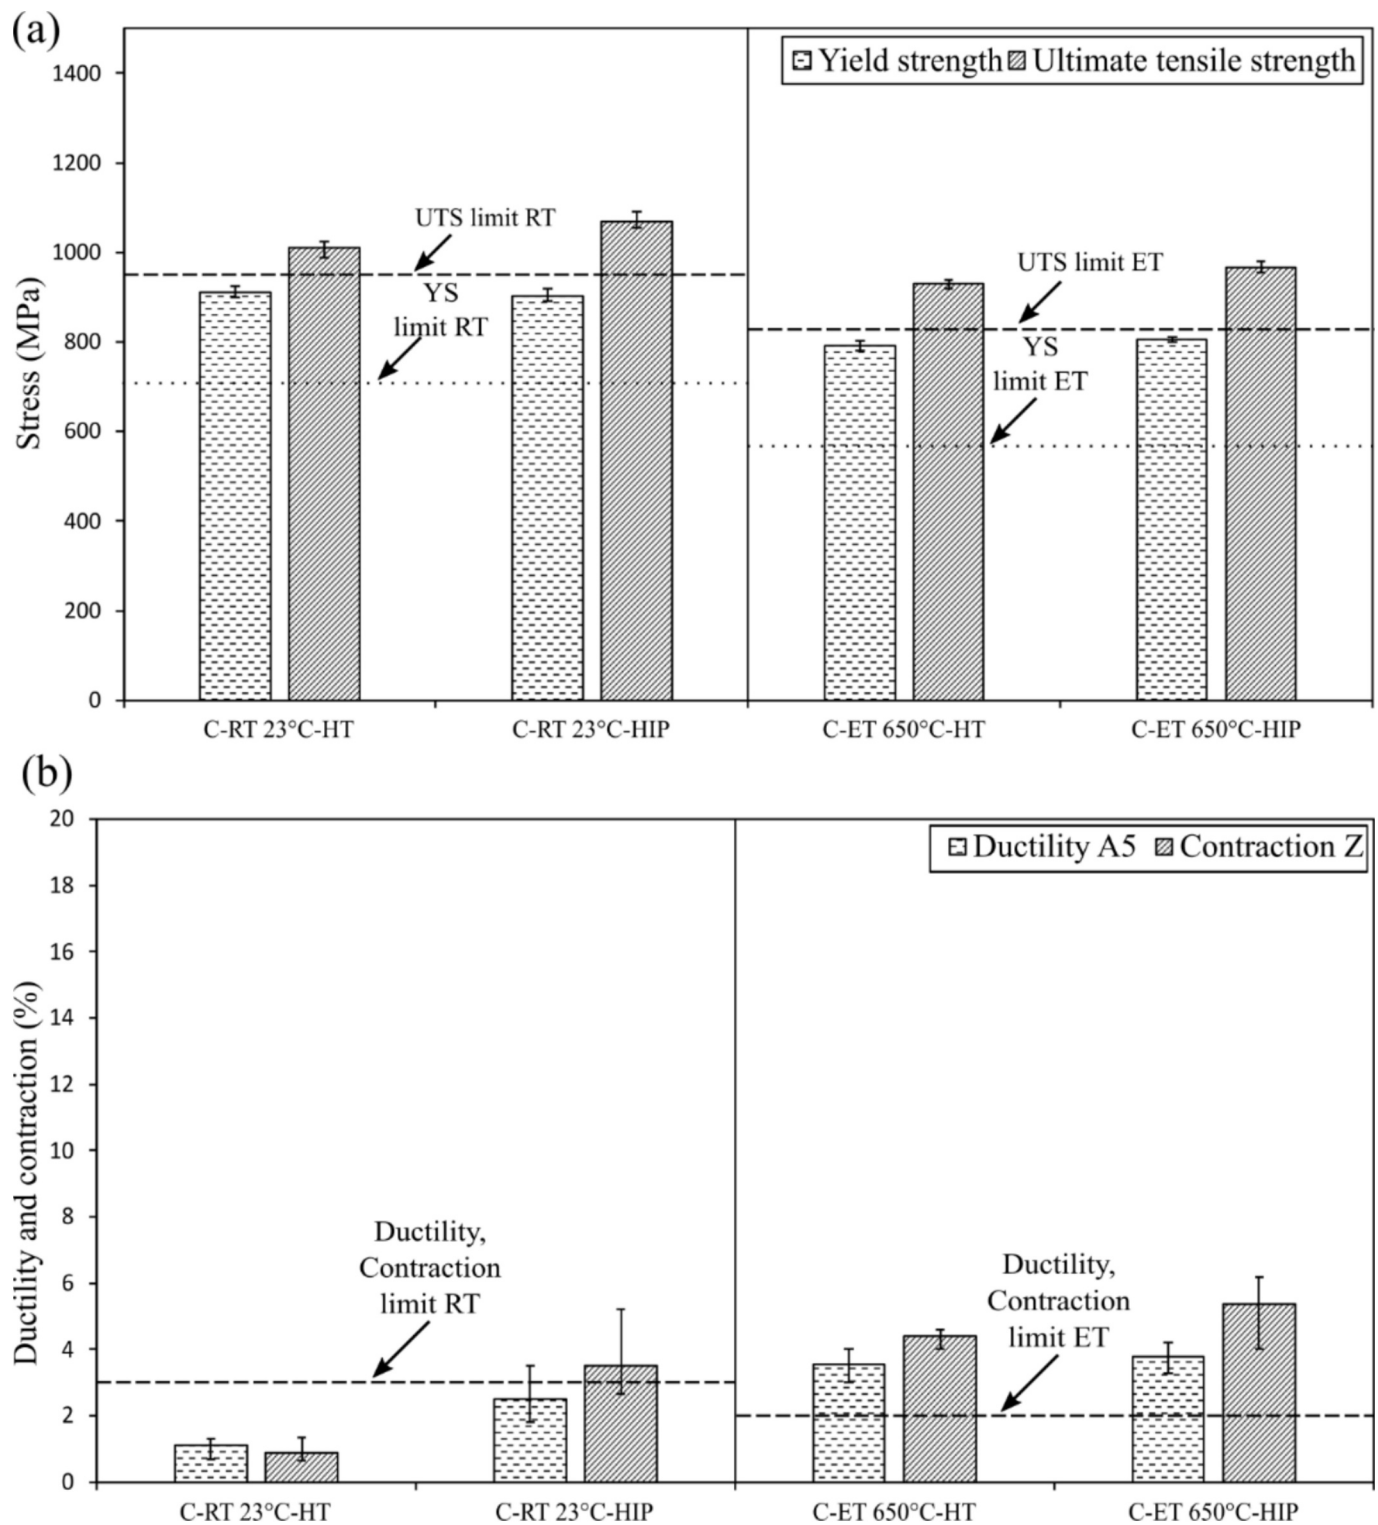 (a)
Yield strength Ultimate tensile strength
1400
1200
1000
800
600
400
200
0
Stress (MPa)
UTS limit RT
YS
limit RT
UTS limit ET
YS
limit ET
C-RT 23°C-HT
C-RT 23°C-HIP
C-ET 650°C-HT
C-ET 650°C-HIP
(b)
Ductility A5 Contraction Z
20
18
16
14
12
10
8
6
4
2
0
Ductility and contraction (%)
Ductility,
Contraction
limit RT
Ductility,
Contraction
limit ET
C-RT 23°C-HT
C-RT 23°C-HIP
C-ET 650°C-HT
C-ET 650°C-HIP